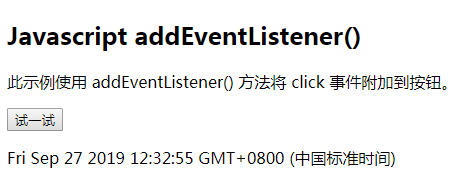 Javascript addEventListener()
此示例使用 addEventListener() 方法将 click 事件附加到按钮。
试一试
Fri Sep 27 2019 12:32:55 GMT+0800 (中国标准时间)